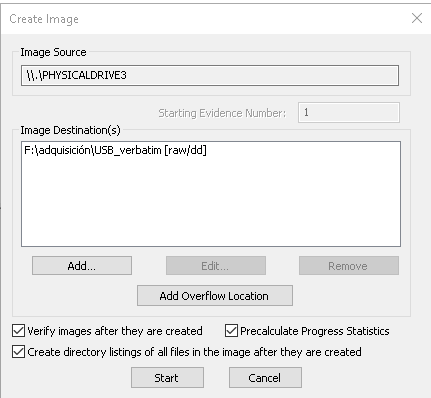 Create Image
Image Source
\\.\PHYSICALDRIVE3
Starting Evidence Number: 1
Image Destination(s)
F:\adquisición\USB_verbatim [raw/dd]
Add... Edit... Remove
Add Overflow Location
Verify images after they are created Precalculate Progress Statistics
Create directory listings of all files in the image after they are created
Start Cancel